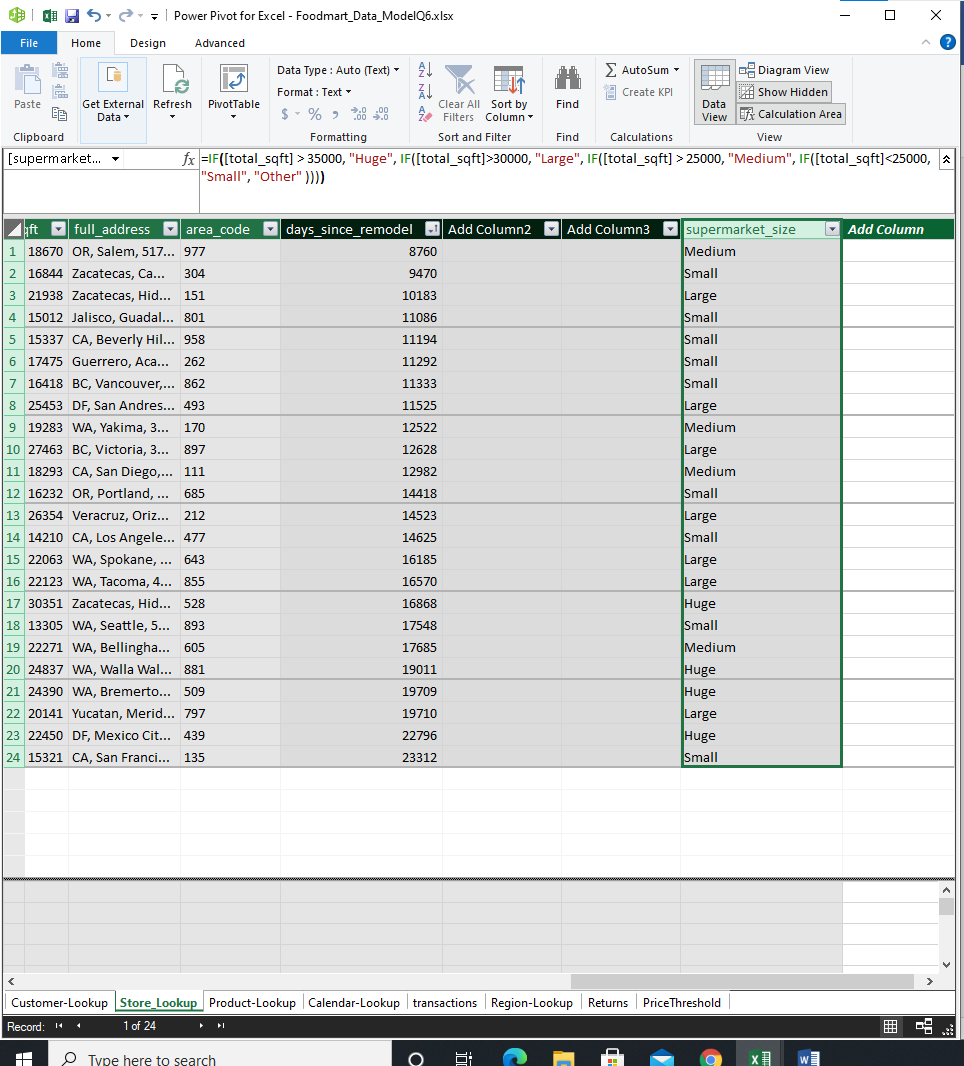 Power Pivot for Excel - Foodmart_Data_ModelQ6.xlsx
File Home Design Advanced
Paste
Get External Data
Refresh
PivotTable
Data Type : Auto (Text)
Format : Text
$ % , .00 .00
Clear All Filters
Sort by Column
Find
AutoSum
Create KPI
Data View
Diagram View
Show Hidden
Calculation Area
Clipboard Formatting Sort and Filter Find Calculations View
[supermarket... fx =IF([total_sqft] > 35000, "Huge", IF([total_sqft]>30000, "Large", IF([total_sqft] > 25000, "Medium", IF([total_sqft]<25000,
"Small", "Other" ))))
qft full_address area_code days_since_remodel Add Column2 Add Column3 supermarket_size Add Column
1 18670 OR, Salem, 517... 977 8760 Medium
2 16844 Zacatecas, Ca... 304 9470 Small
3 21938 Zacatecas, Hid... 151 10183 Large
4 15012 Jalisco, Guadal... 801 11086 Small
5 15337 CA, Beverly Hil... 958 11194 Small
6 17475 Guerrero, Aca... 262 11292 Small
7 16418 BC, Vancouver,... 862 11333 Small
8 25453 DF, San Andres... 493 11525 Large
9 19283 WA, Yakima, 3... 170 12522 Medium
10 27463 BC, Victoria, 3... 897 12628 Large
11 18293 CA, San Diego,... 111 12982 Medium
12 16232 OR, Portland, ... 685 14418 Small
13 26354 Veracruz, Oriz... 212 14523 Large
14 14210 CA, Los Angele... 477 14625 Small
15 22063 WA, Spokane, ... 643 16185 Large
16 22123 WA, Tacoma, 4... 855 16570 Large
17 30351 Zacatecas, Hid... 528 16868 Huge
18 13305 WA, Seattle, 5... 893 17548 Small
19 22271 WA, Bellingha... 605 17685 Medium
20 24837 WA, Walla Wal... 881 19011 Huge
21 24390 WA, Bremerto... 509 19709 Huge
22 20141 Yucatan, Merid... 797 19710 Large
23 22450 DF, Mexico Cit... 439 22796 Huge
24 15321 CA, San Franci... 135 23312 Small
Customer-Lookup Store_Lookup Product-Lookup Calendar-Lookup transactions Region-Lookup Returns PriceThreshold
Record: 1 of 24
Type here to search